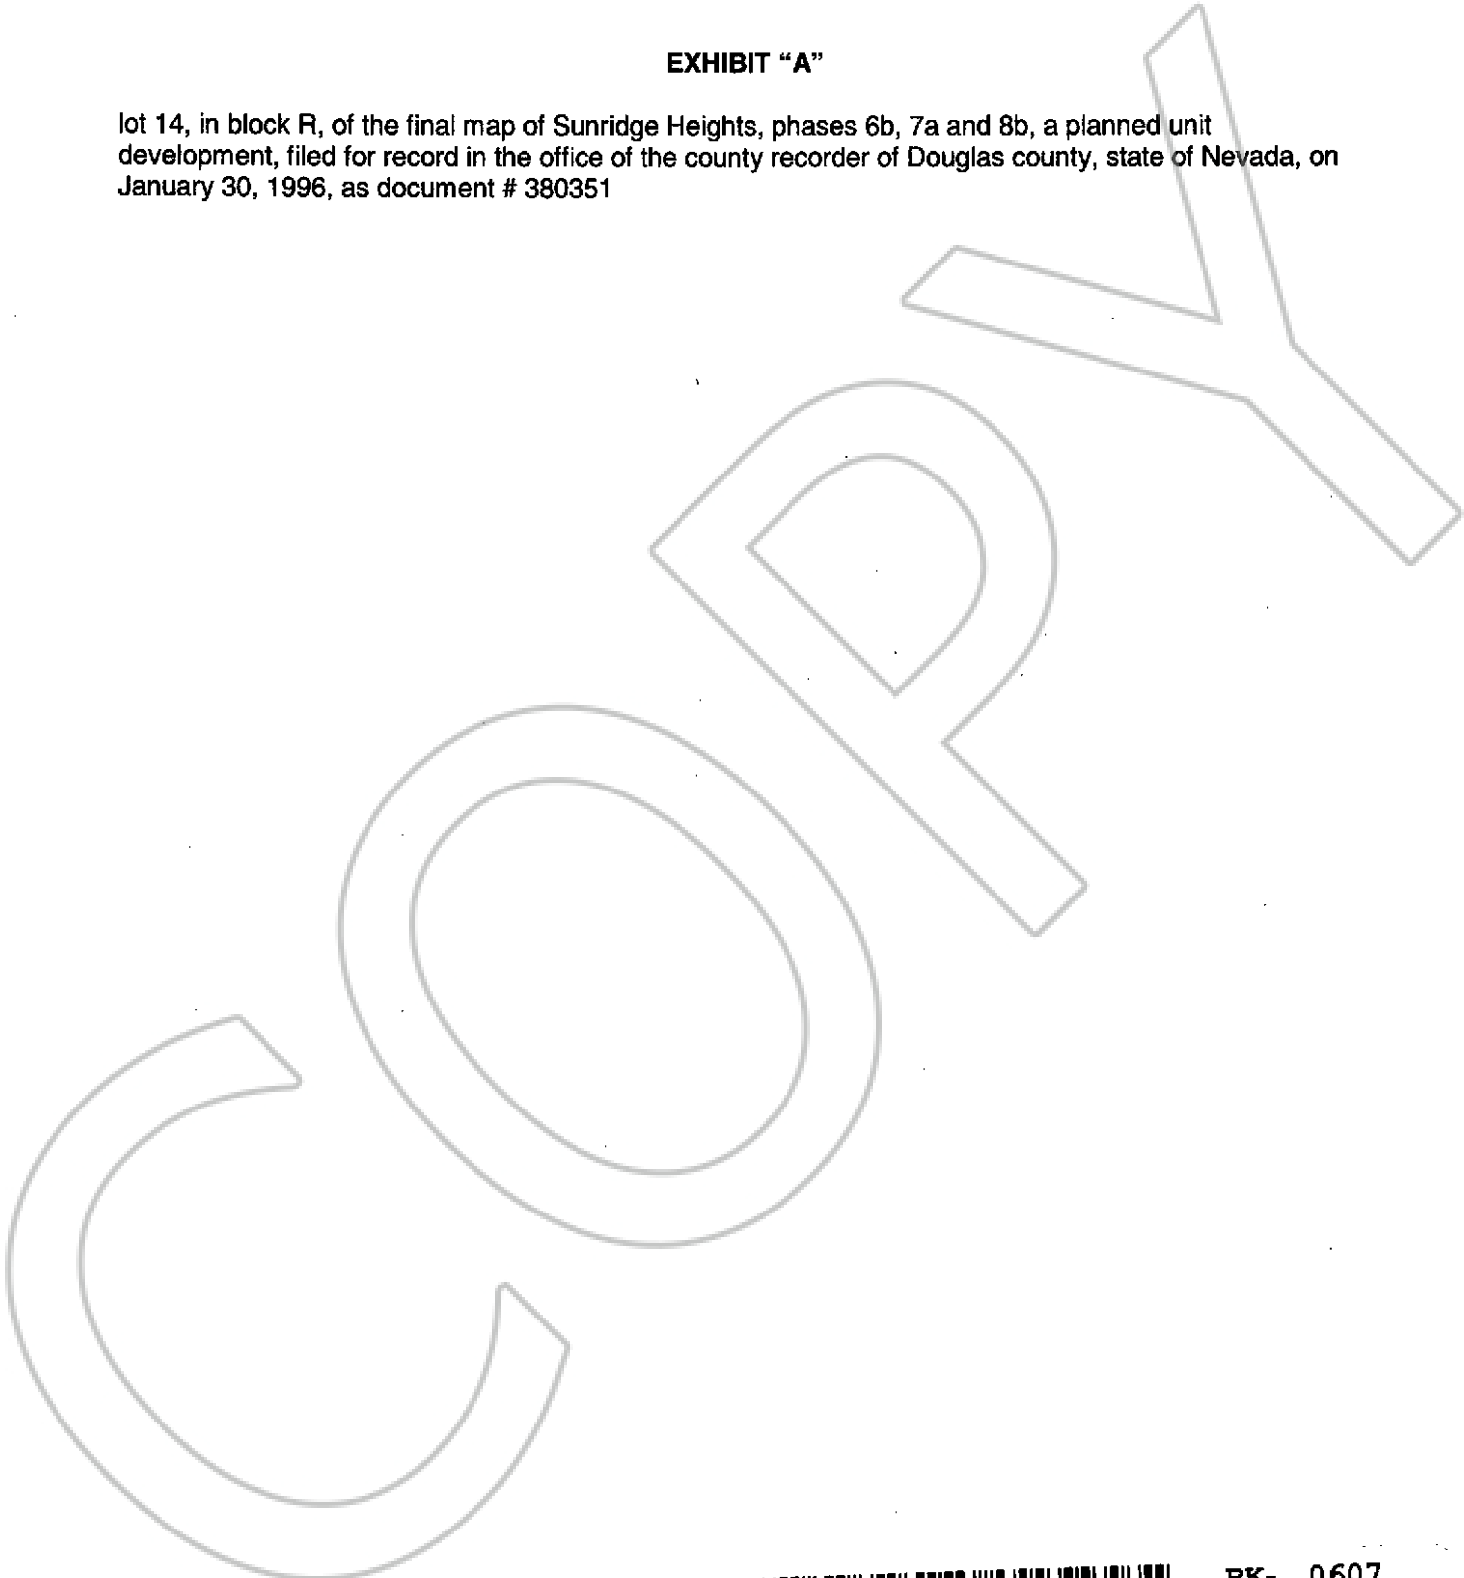 EXHIBIT “A”
lot 14, in block R, of the final map of Sunridge Heights, phases 6b, 7a and 8b, a planned unit
development, filed for record in the office of the county recorder of Douglas county, state of Nevada, on
January 30, 1996, as document # 380351
COPY
BK- 0607